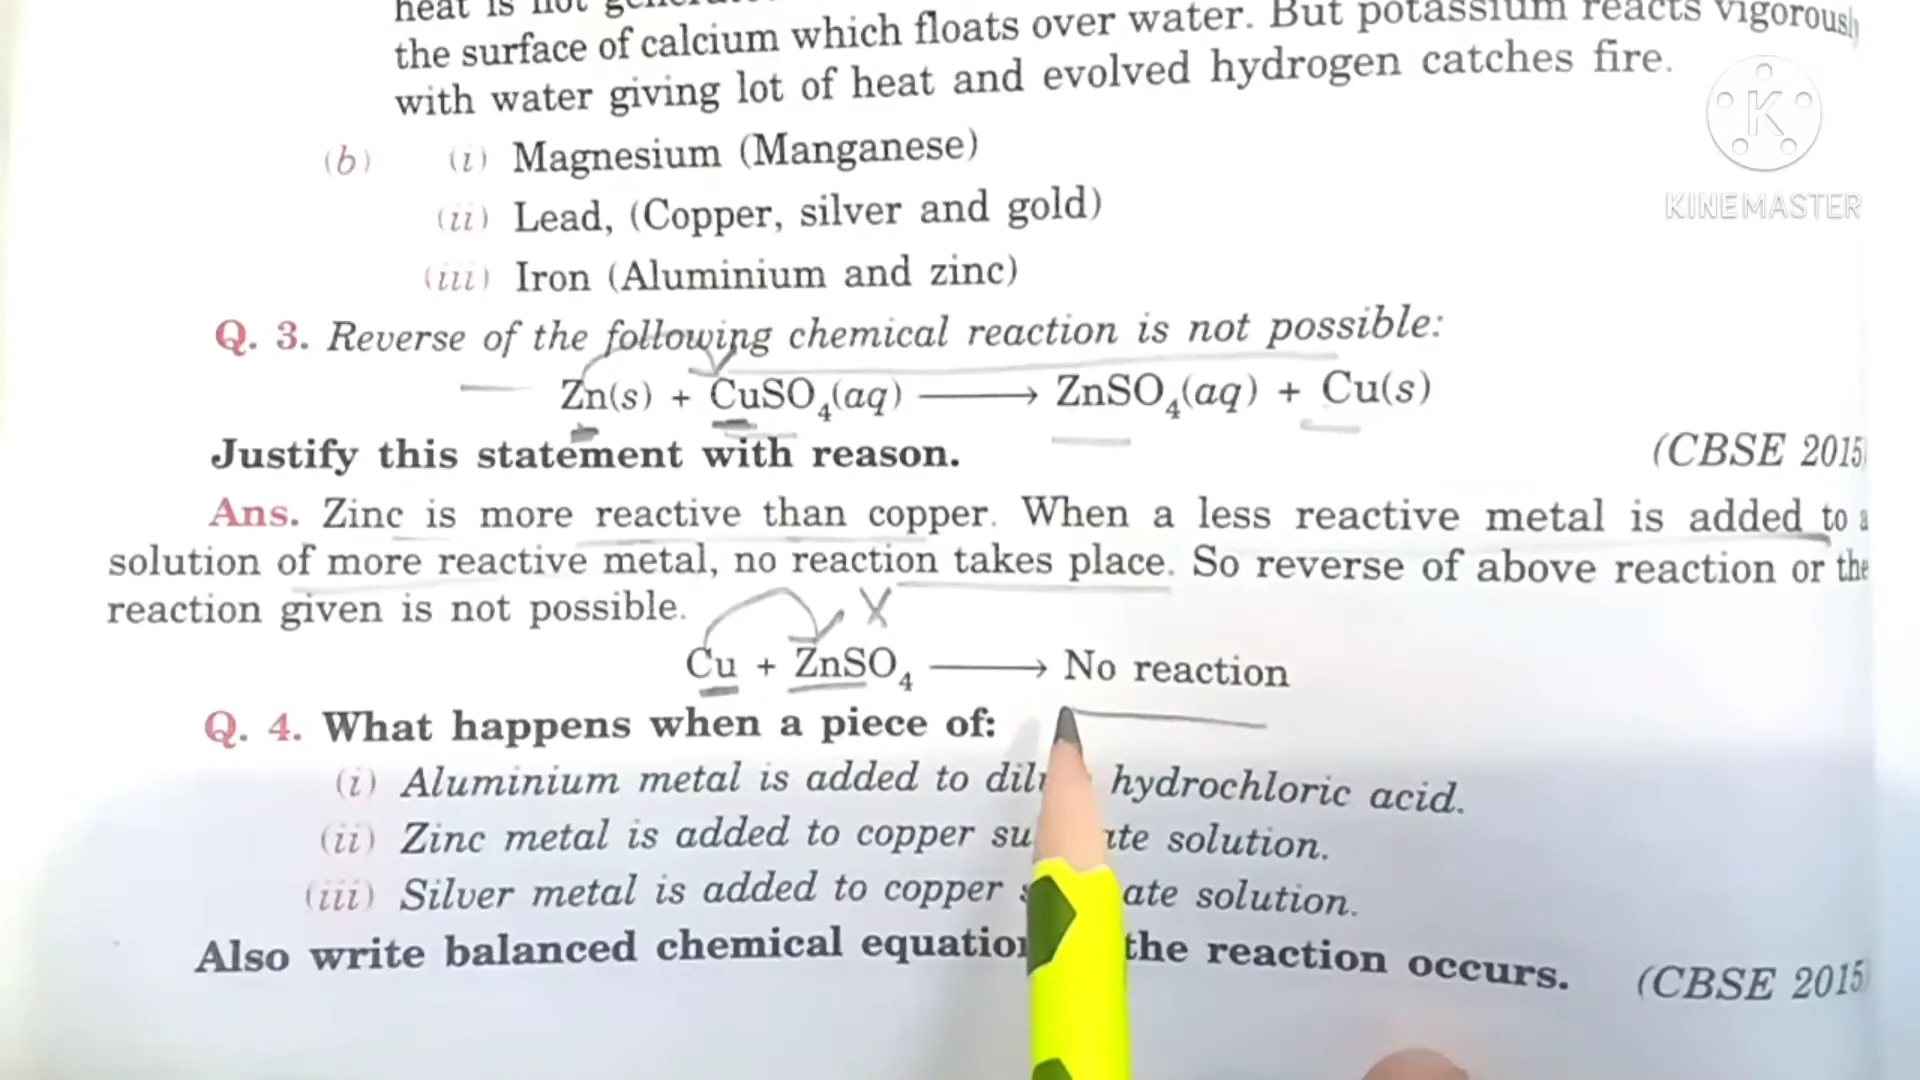 heat is not
the surface of calcium which floats over water. But potassium reacts vigorously
with water giving lot of heat and evolved hydrogen catches fire.
(b) (i) Magnesium (Manganese)
(ii) Lead, (Copper, silver and gold)
(iii) Iron (Aluminium and zinc)
Q. 3. Reverse of the following chemical reaction is not possible:
Zn(s) + CuSO₄(aq) ⟶ ZnSO₄(aq) + Cu(s)
Justify this statement with reason. (CBSE 2015)
Ans. Zinc is more reactive than copper. When a less reactive metal is added to a
solution of more reactive metal, no reaction takes place. So reverse of above reaction or the
reaction given is not possible.
X
Cu + ZnSO₄ ⟶ No reaction
Q. 4. What happens when a piece of:
(i) Aluminium metal is added to hydrochloric acid.
(ii) Zinc metal is added to copper solution.
(iii) Silver metal is added to copper solution.
Also write balanced chemical the reaction occurs. (CBSE 2015)
K
KINEMASTER